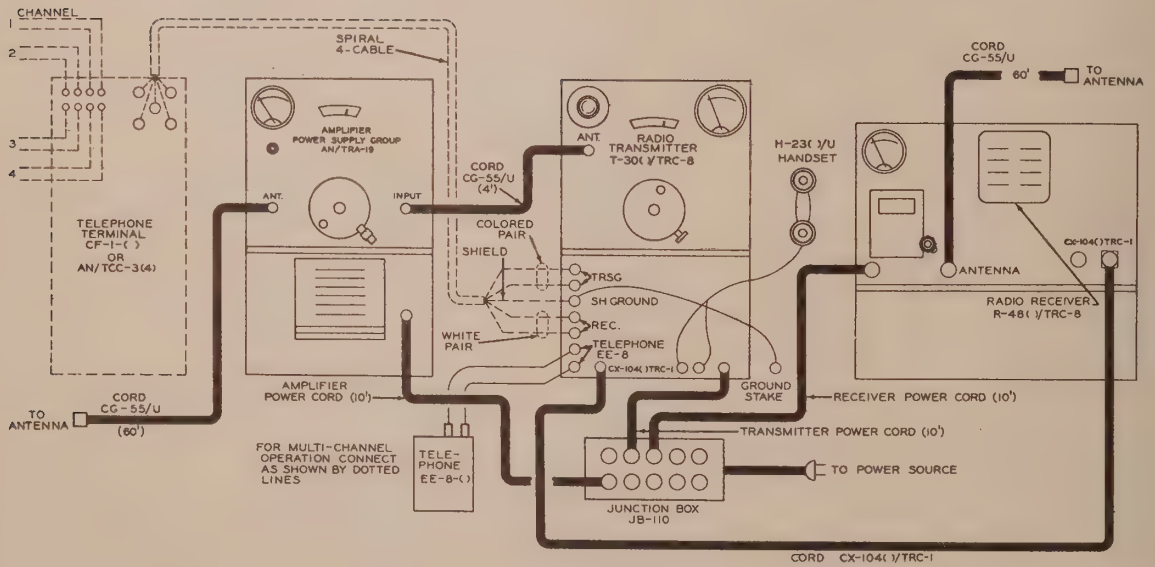 CHANNEL
1
2
3
4
TELEPHONE
TERMINAL
CF-1-( )
OR
AN/TCC-3(4)
SPIRAL
4-CABLE
AMPLIFIER
POWER SUPPLY GROUP
AN/TRA-19
ANT.
INPUT
CORD
CG-55/U
(4')
COLORED
PAIR
SHIELD
WHITE
PAIR
ANT.
RADIO
TRANSMITTER
T-30( )/TRC-8
TRSG
SH GROUND
REC.
TELEPHONE
EE-8
CX-104( )TRC-1
GROUND
STAKE
H-23( )/U
HANDSET
CORD
CG-55/U
60'
TO
ANTENNA
CX-104( )TRC-1
ANTENNA
RADIO RECEIVER
R-48( )/TRC-8
TO
ANTENNA
CORD
CG-55/U
(60')
AMPLIFIER
POWER CORD (10')
FOR MULTI-CHANNEL
OPERATION CONNECT
AS SHOWN BY DOTTED
LINES
TELE-
PHONE
EE-8-( )
RECEIVER POWER CORD (10')
TRANSMITTER POWER CORD (10')
TO POWER SOURCE
JUNCTION BOX
JB-110
CORD CX-104( )/TRC-1